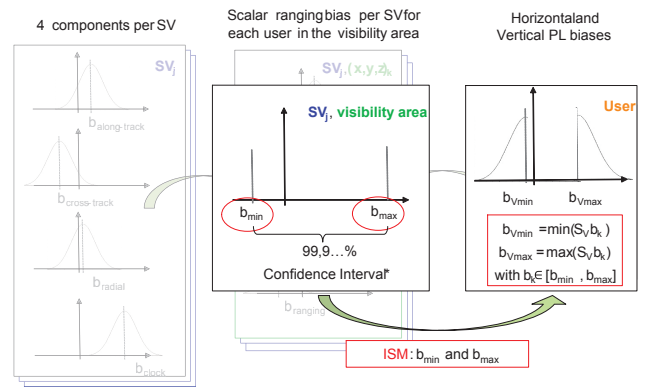 4 components per SV
Scalar ranging bias per SV for
each user in the visibility area
Horizontal and
Vertical PL biases
SVj
b along-track
b cross-track
b radial
b clock
SVj, (x,y,z)k
SVj, visibility area
bmin
bmax
99,9…%
Confidence Interval*
b ranging
User
bVmin
bVmax
bVmin =min(SVbk)
bVmax =max(SVbk)
with bk∈[bmin , bmax]
ISM: bmin and bmax